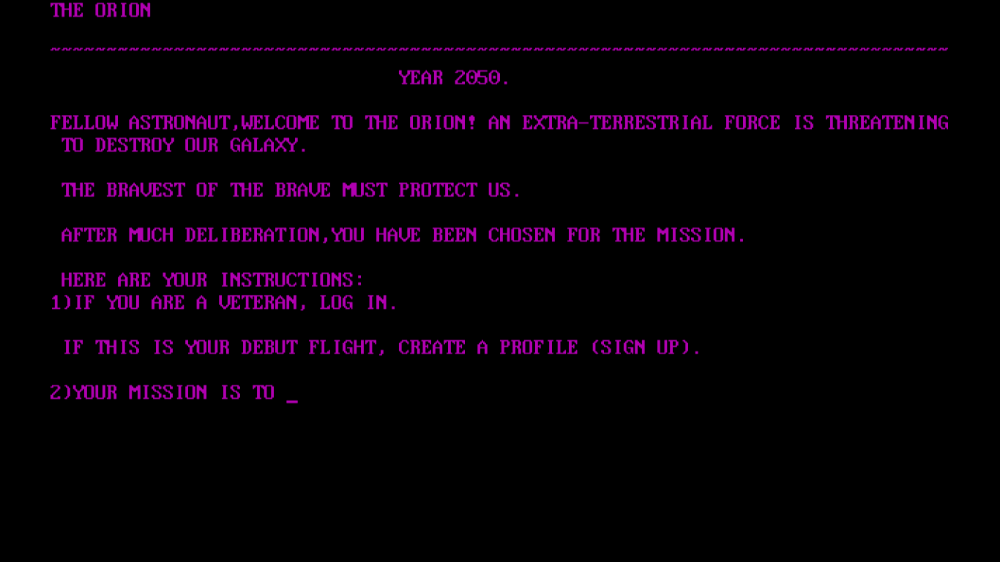 THE ORION
~~~~~~~~~~~~~~~~~~~~~~~~~~~~~~~~~~~~~~~~~~~~~~~~~~~~~~~~~~~~~~~~~~~~~~~~~~~~~~~~
YEAR 2050.
FELLOW ASTRONAUT,WELCOME TO THE ORION! AN EXTRA-TERRESTRIAL FORCE IS THREATENING
TO DESTROY OUR GALAXY.
THE BRAVEST OF THE BRAVE MUST PROTECT US.
AFTER MUCH DELIBERATION,YOU HAVE BEEN CHOSEN FOR THE MISSION.
HERE ARE YOUR INSTRUCTIONS:
1)IF YOU ARE A VETERAN, LOG IN.
IF THIS IS YOUR DEBUT FLIGHT, CREATE A PROFILE (SIGN UP).
2)YOUR MISSION IS TO _